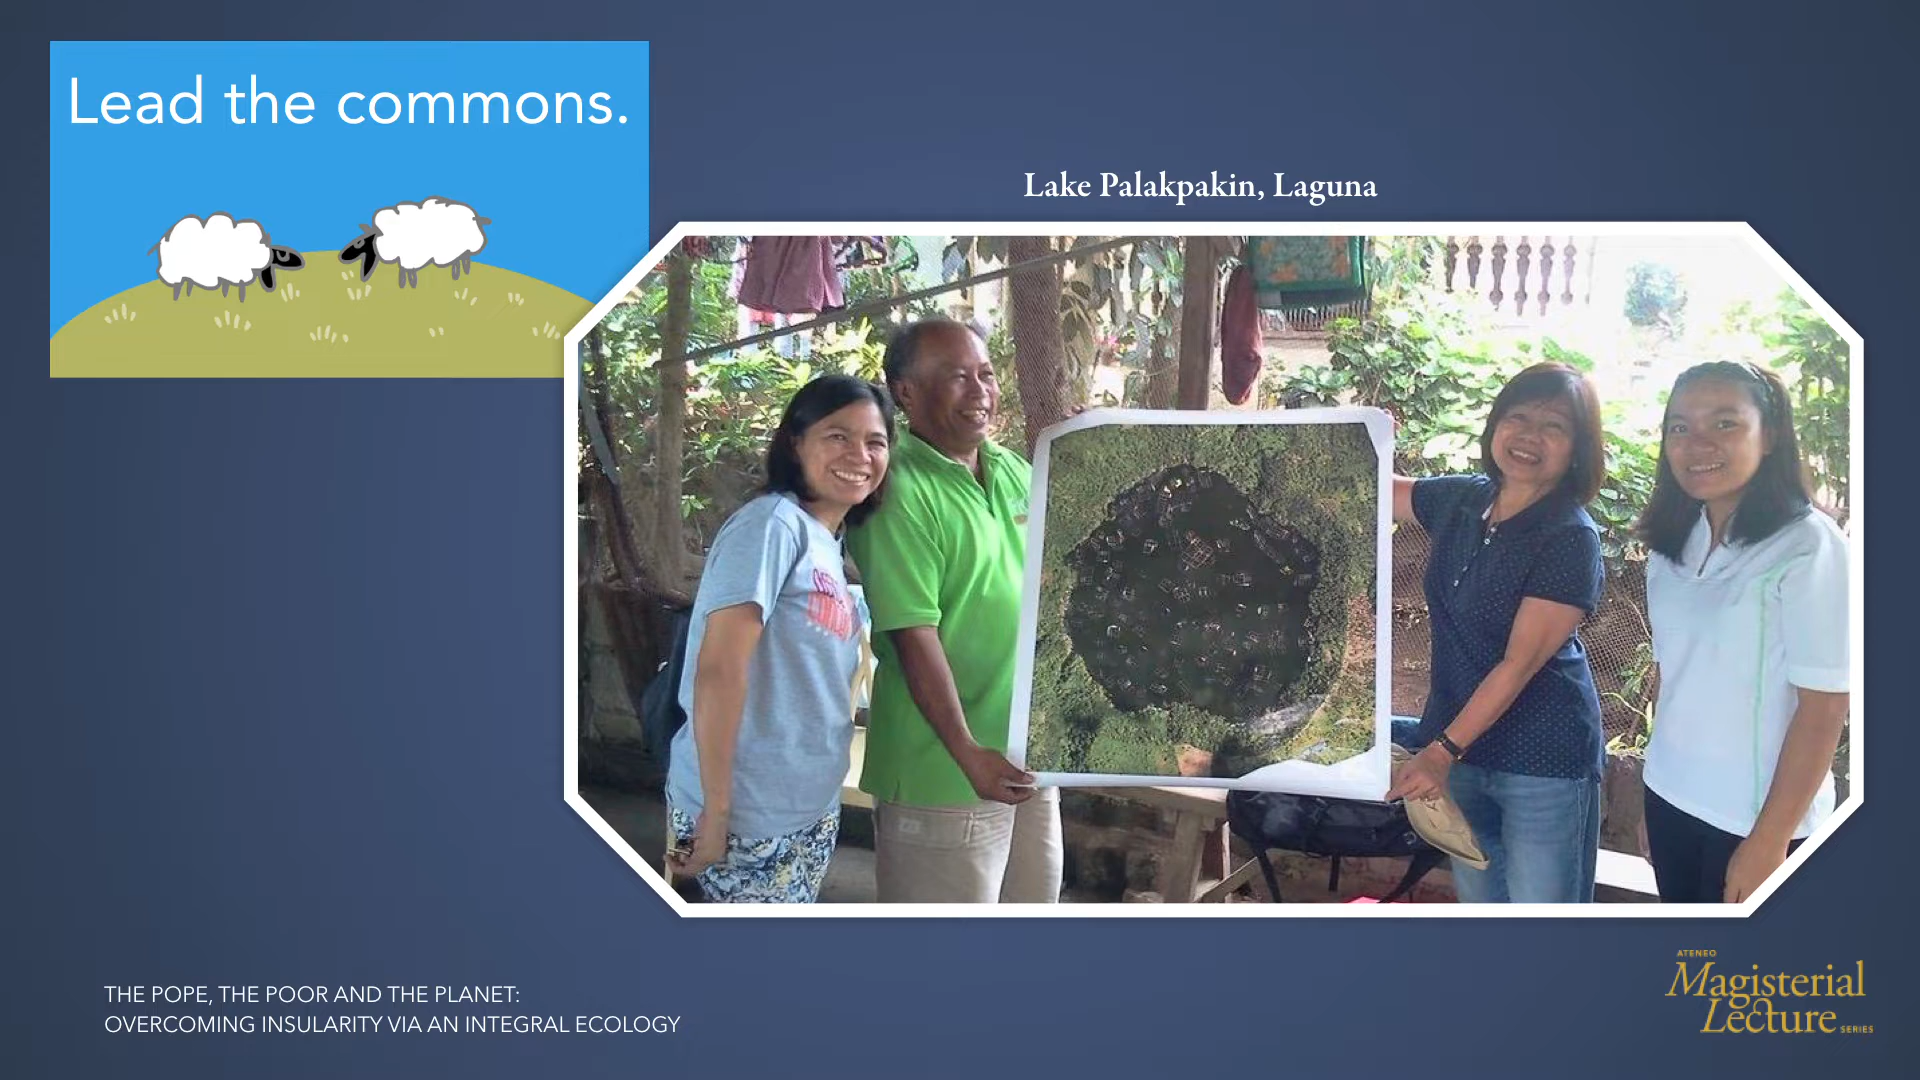 Lead the commons.
Lake Palakpakin, Laguna
THE POPE, THE POOR AND THE PLANET:
OVERCOMING INSULARITY VIA AN INTEGRAL ECOLOGY
ATENEO
Magisterial
Lecture
SERIES